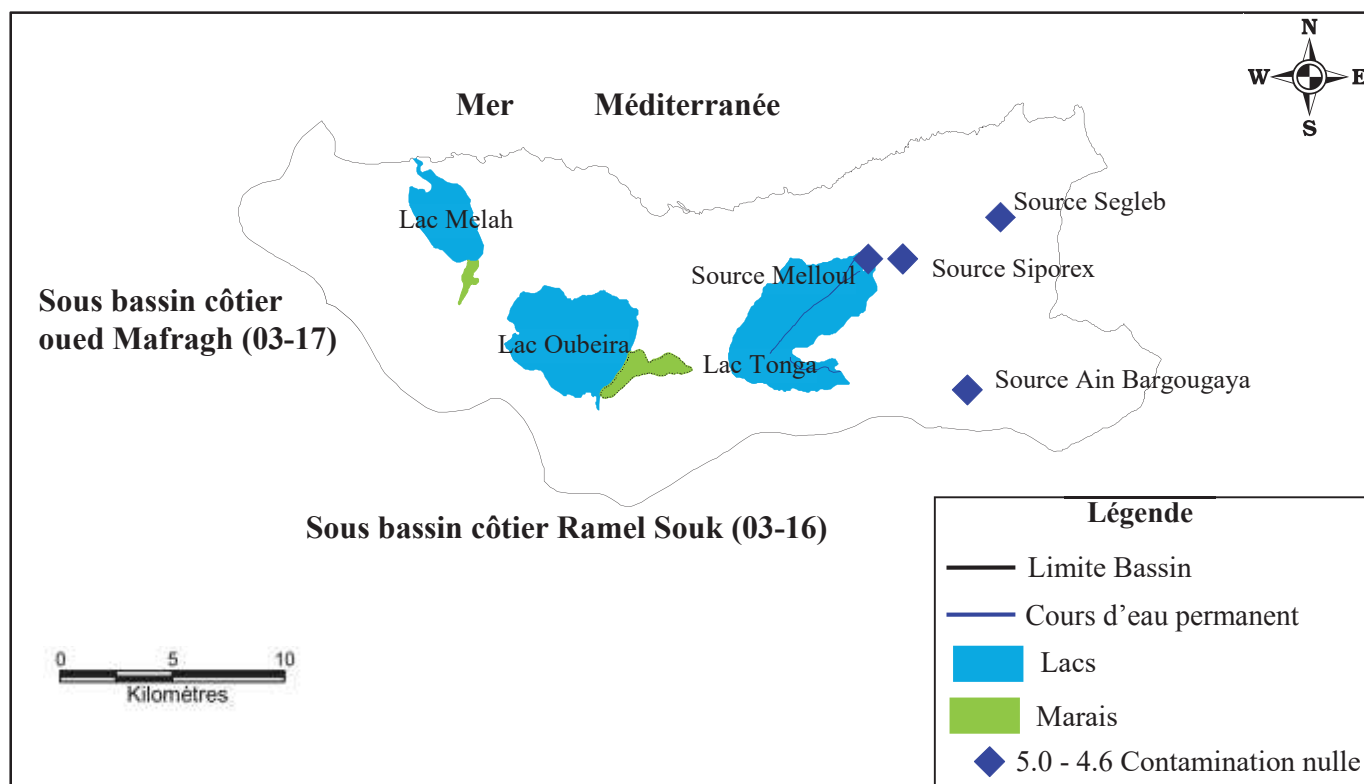 N
W E
S
Mer Méditerranée
Source Segleb
Lac Melah
Source Melloul
Source Siporex
Sous bassin côtier
oued Mafragh (03-17)
Lac Oubeira
Lac Tonga
Source Ain Bargougaya
Sous bassin côtier Ramel Souk (03-16)
Légende
Limite Bassin
Cours d’eau permanent
Lacs
Marais
5.0 - 4.6 Contamination nulle
0 5 10
Kilomètres